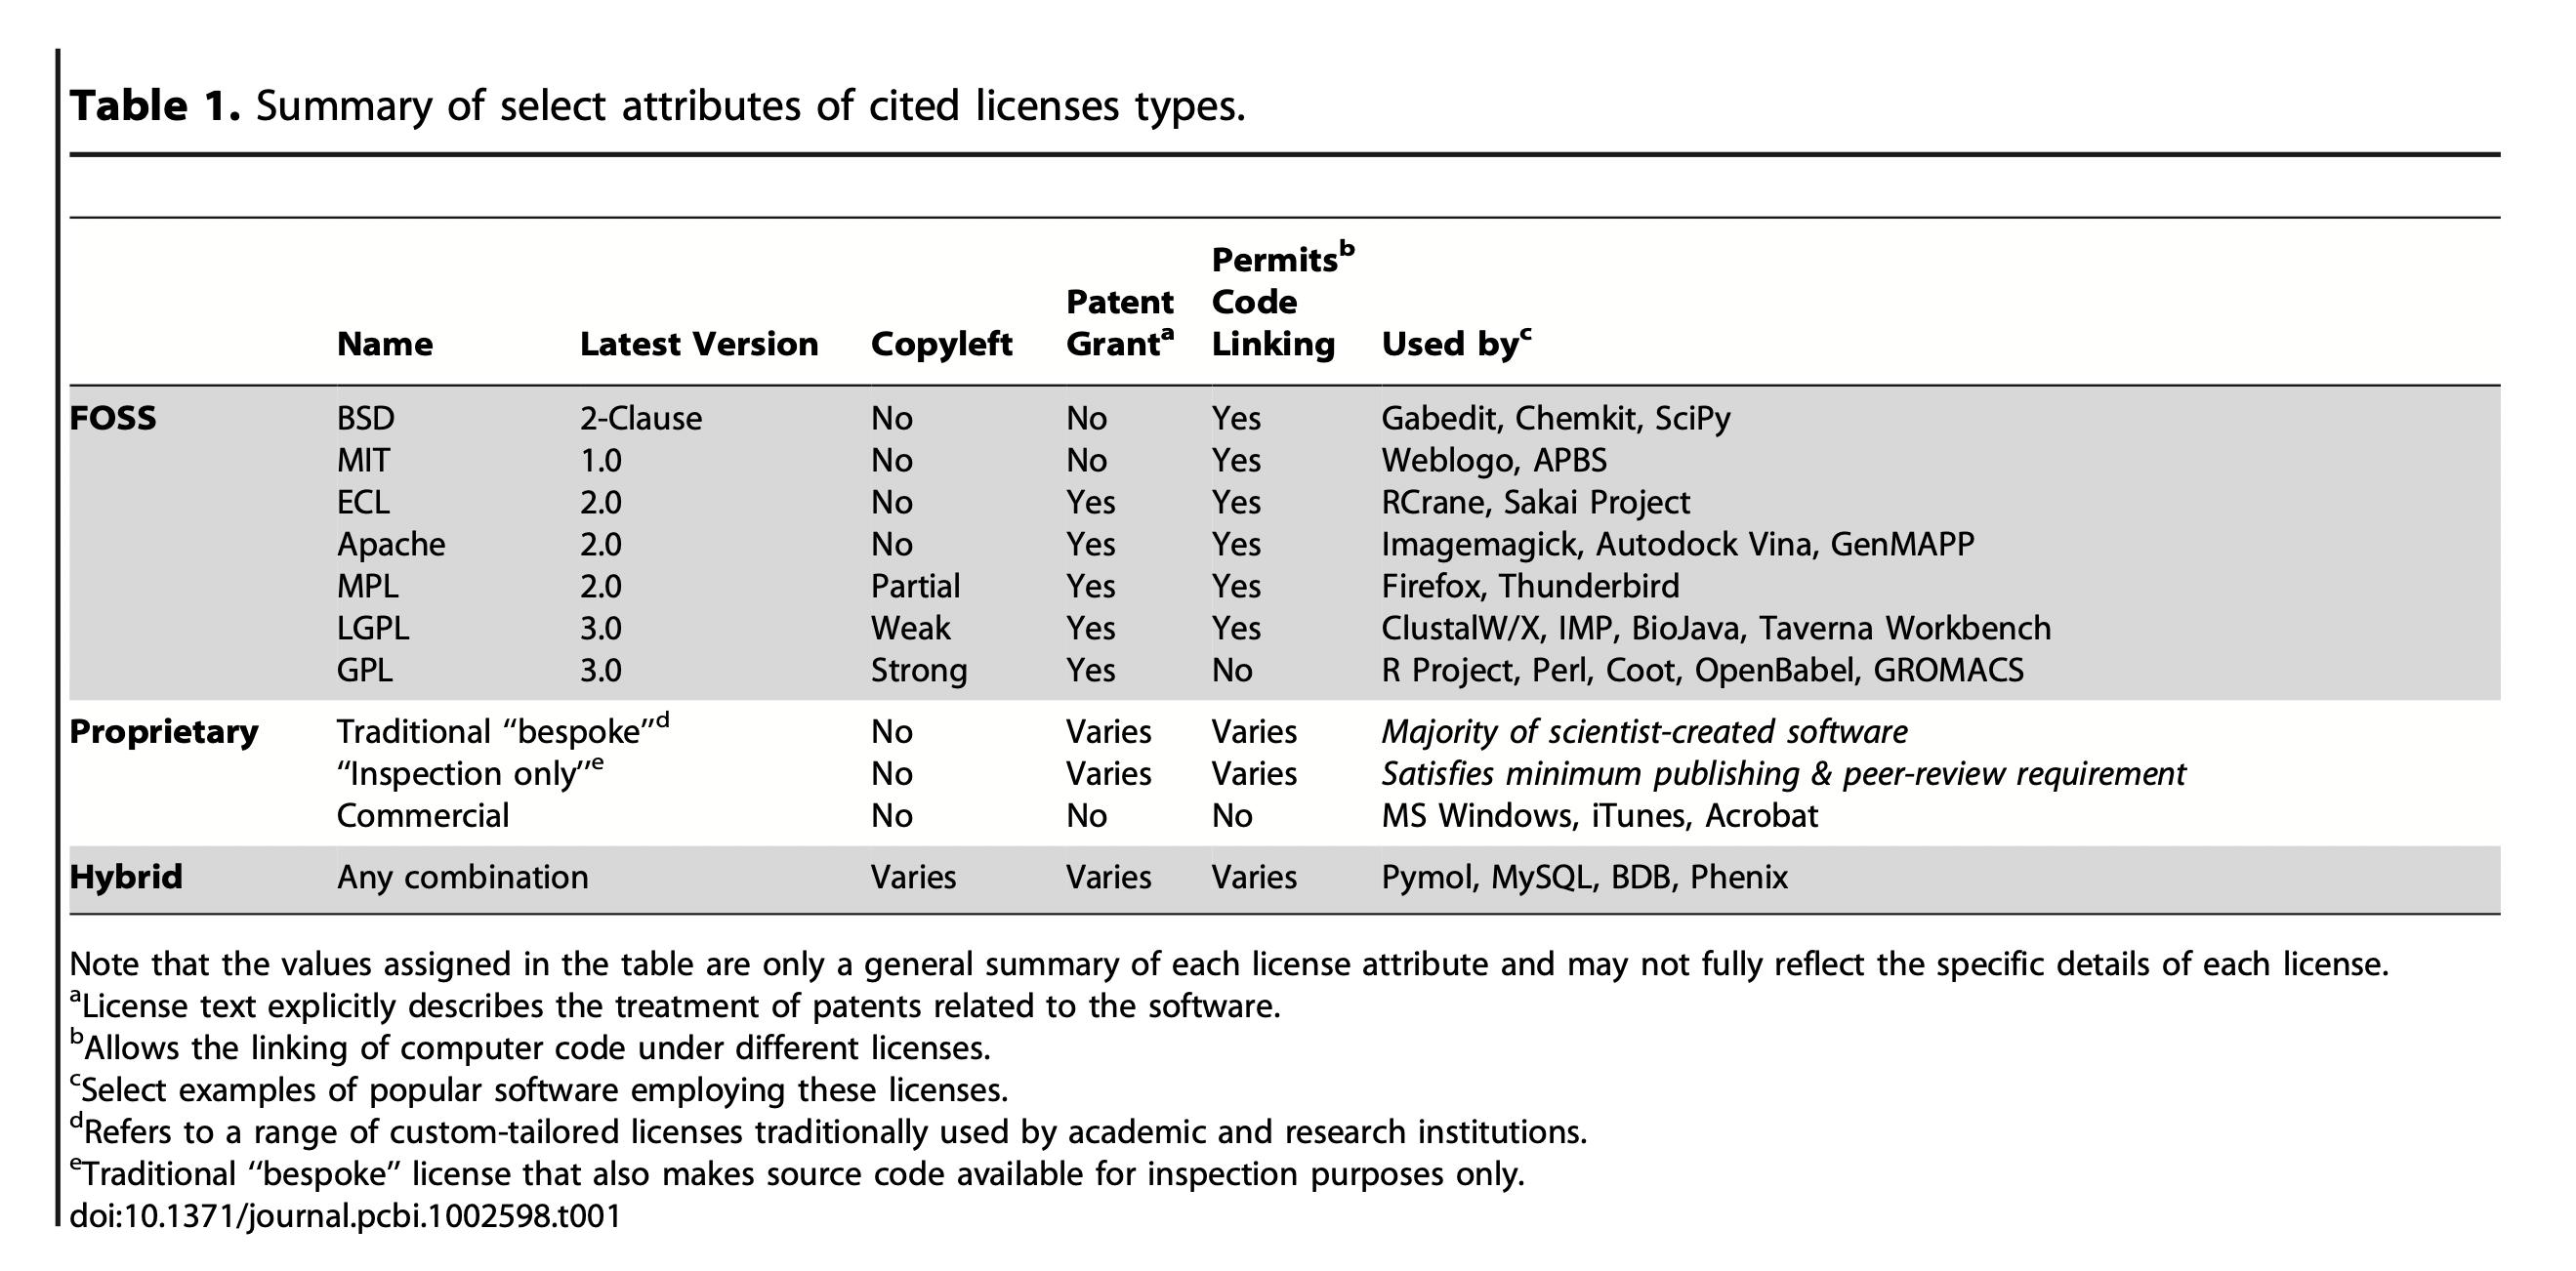 Table 1. Summary of select attributes of cited licenses types.
Name Latest Version Copyleft Patent Grantᵃ Permitsᵇ Code Linking Used byᶜ
FOSS BSD 2-Clause No No Yes Gabedit, Chemkit, SciPy
MIT 1.0 No No Yes Weblogo, APBS
ECL 2.0 No Yes Yes RCrane, Sakai Project
Apache 2.0 No Yes Yes Imagemagick, Autodock Vina, GenMAPP
MPL 2.0 Partial Yes Yes Firefox, Thunderbird
LGPL 3.0 Weak Yes Yes ClustalW/X, IMP, BioJava, Taverna Workbench
GPL 3.0 Strong Yes No R Project, Perl, Coot, OpenBabel, GROMACS
Proprietary Traditional “bespoke”ᵈ No Varies Varies Majority of scientist-created software
“Inspection only”ᵉ No Varies Varies Satisfies minimum publishing & peer-review requirement
Commercial No No No MS Windows, iTunes, Acrobat
Hybrid Any combination Varies Varies Varies Pymol, MySQL, BDB, Phenix
Note that the values assigned in the table are only a general summary of each license attribute and may not fully reflect the specific details of each license.
ᵃLicense text explicitly describes the treatment of patents related to the software.
ᵇAllows the linking of computer code under different licenses.
ᶜSelect examples of popular software employing these licenses.
ᵈRefers to a range of custom-tailored licenses traditionally used by academic and research institutions.
ᵉTraditional “bespoke” license that also makes source code available for inspection purposes only.
doi:10.1371/journal.pcbi.1002598.t001